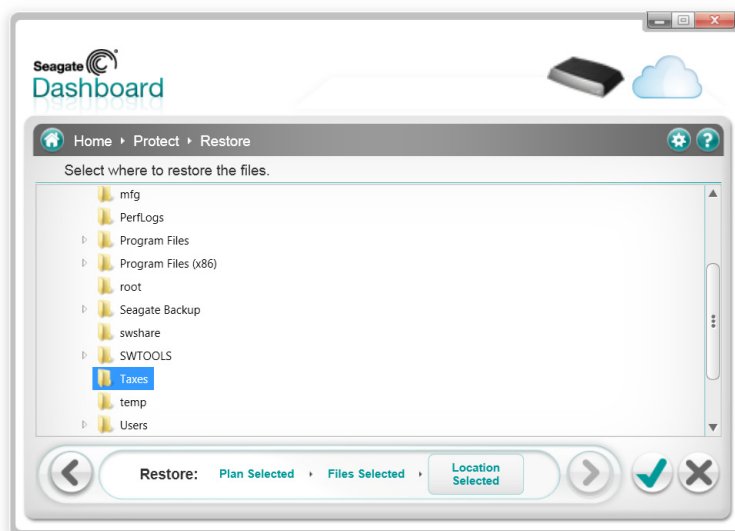 Seagate
Dashboard
Home ‣ Protect ‣ Restore
Select where to restore the files.
mfg
PerfLogs
Program Files
Program Files (x86)
root
Seagate Backup
swshare
SWTOOLS
Taxes
temp
Users
Restore: Plan Selected ‣ Files Selected ‣ Location Selected